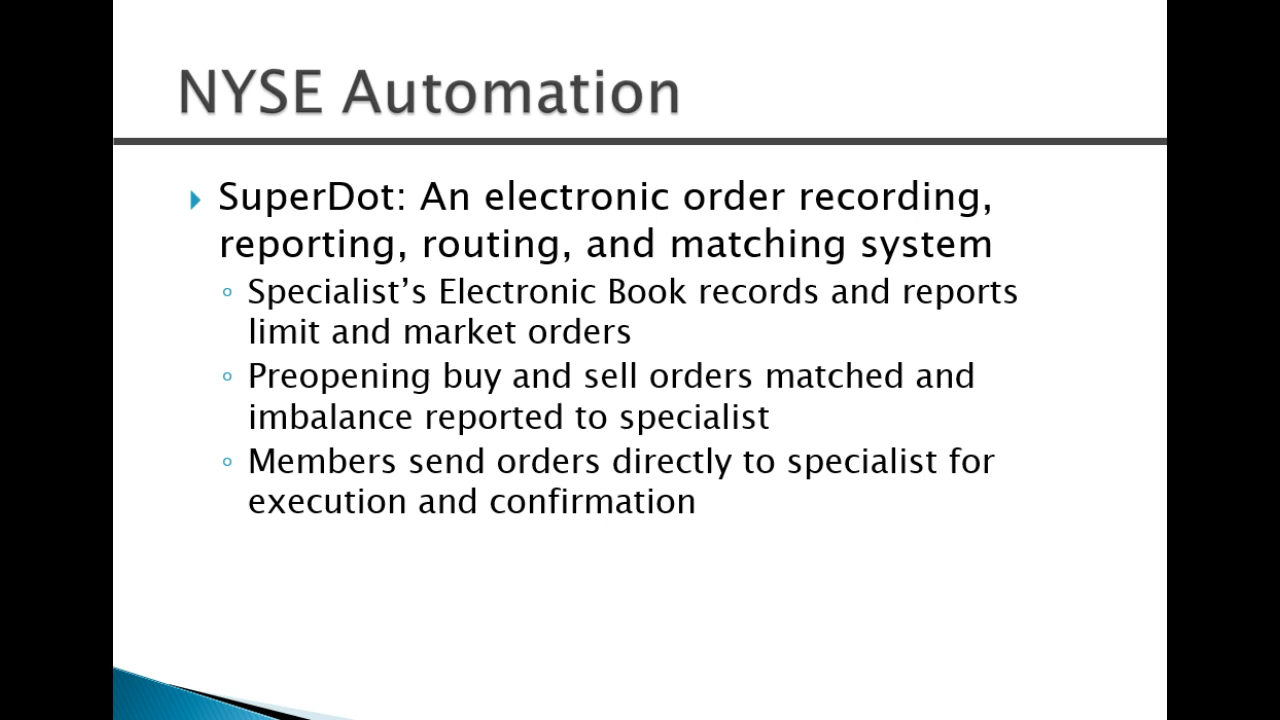 NYSE Automation
SuperDot: An electronic order recording,
reporting, routing, and matching system
Specialist’s Electronic Book records and reports
limit and market orders
Preopening buy and sell orders matched and
imbalance reported to specialist
Members send orders directly to specialist for
execution and confirmation